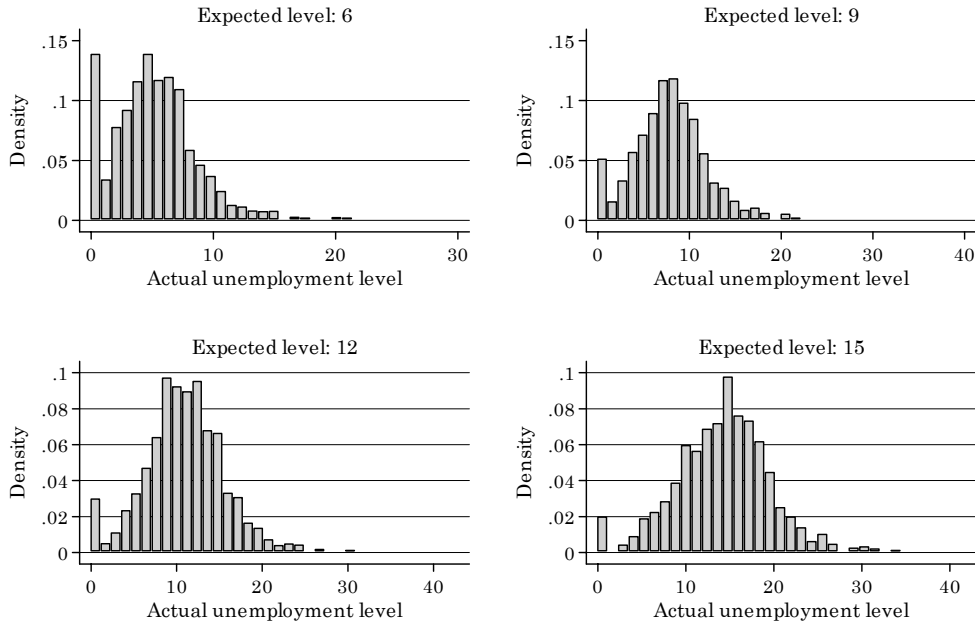 Expected level: 6
.15
.1
.05
0
Density
0 10 20 30
Actual unemployment level
Expected level: 9
.15
.1
.05
0
Density
0 10 20 30 40
Actual unemployment level
Expected level: 12
.1
.08
.06
.04
.02
0
Density
0 10 20 30 40
Actual unemployment level
Expected level: 15
.1
.08
.06
.04
.02
0
Density
0 10 20 30 40
Actual unemployment level